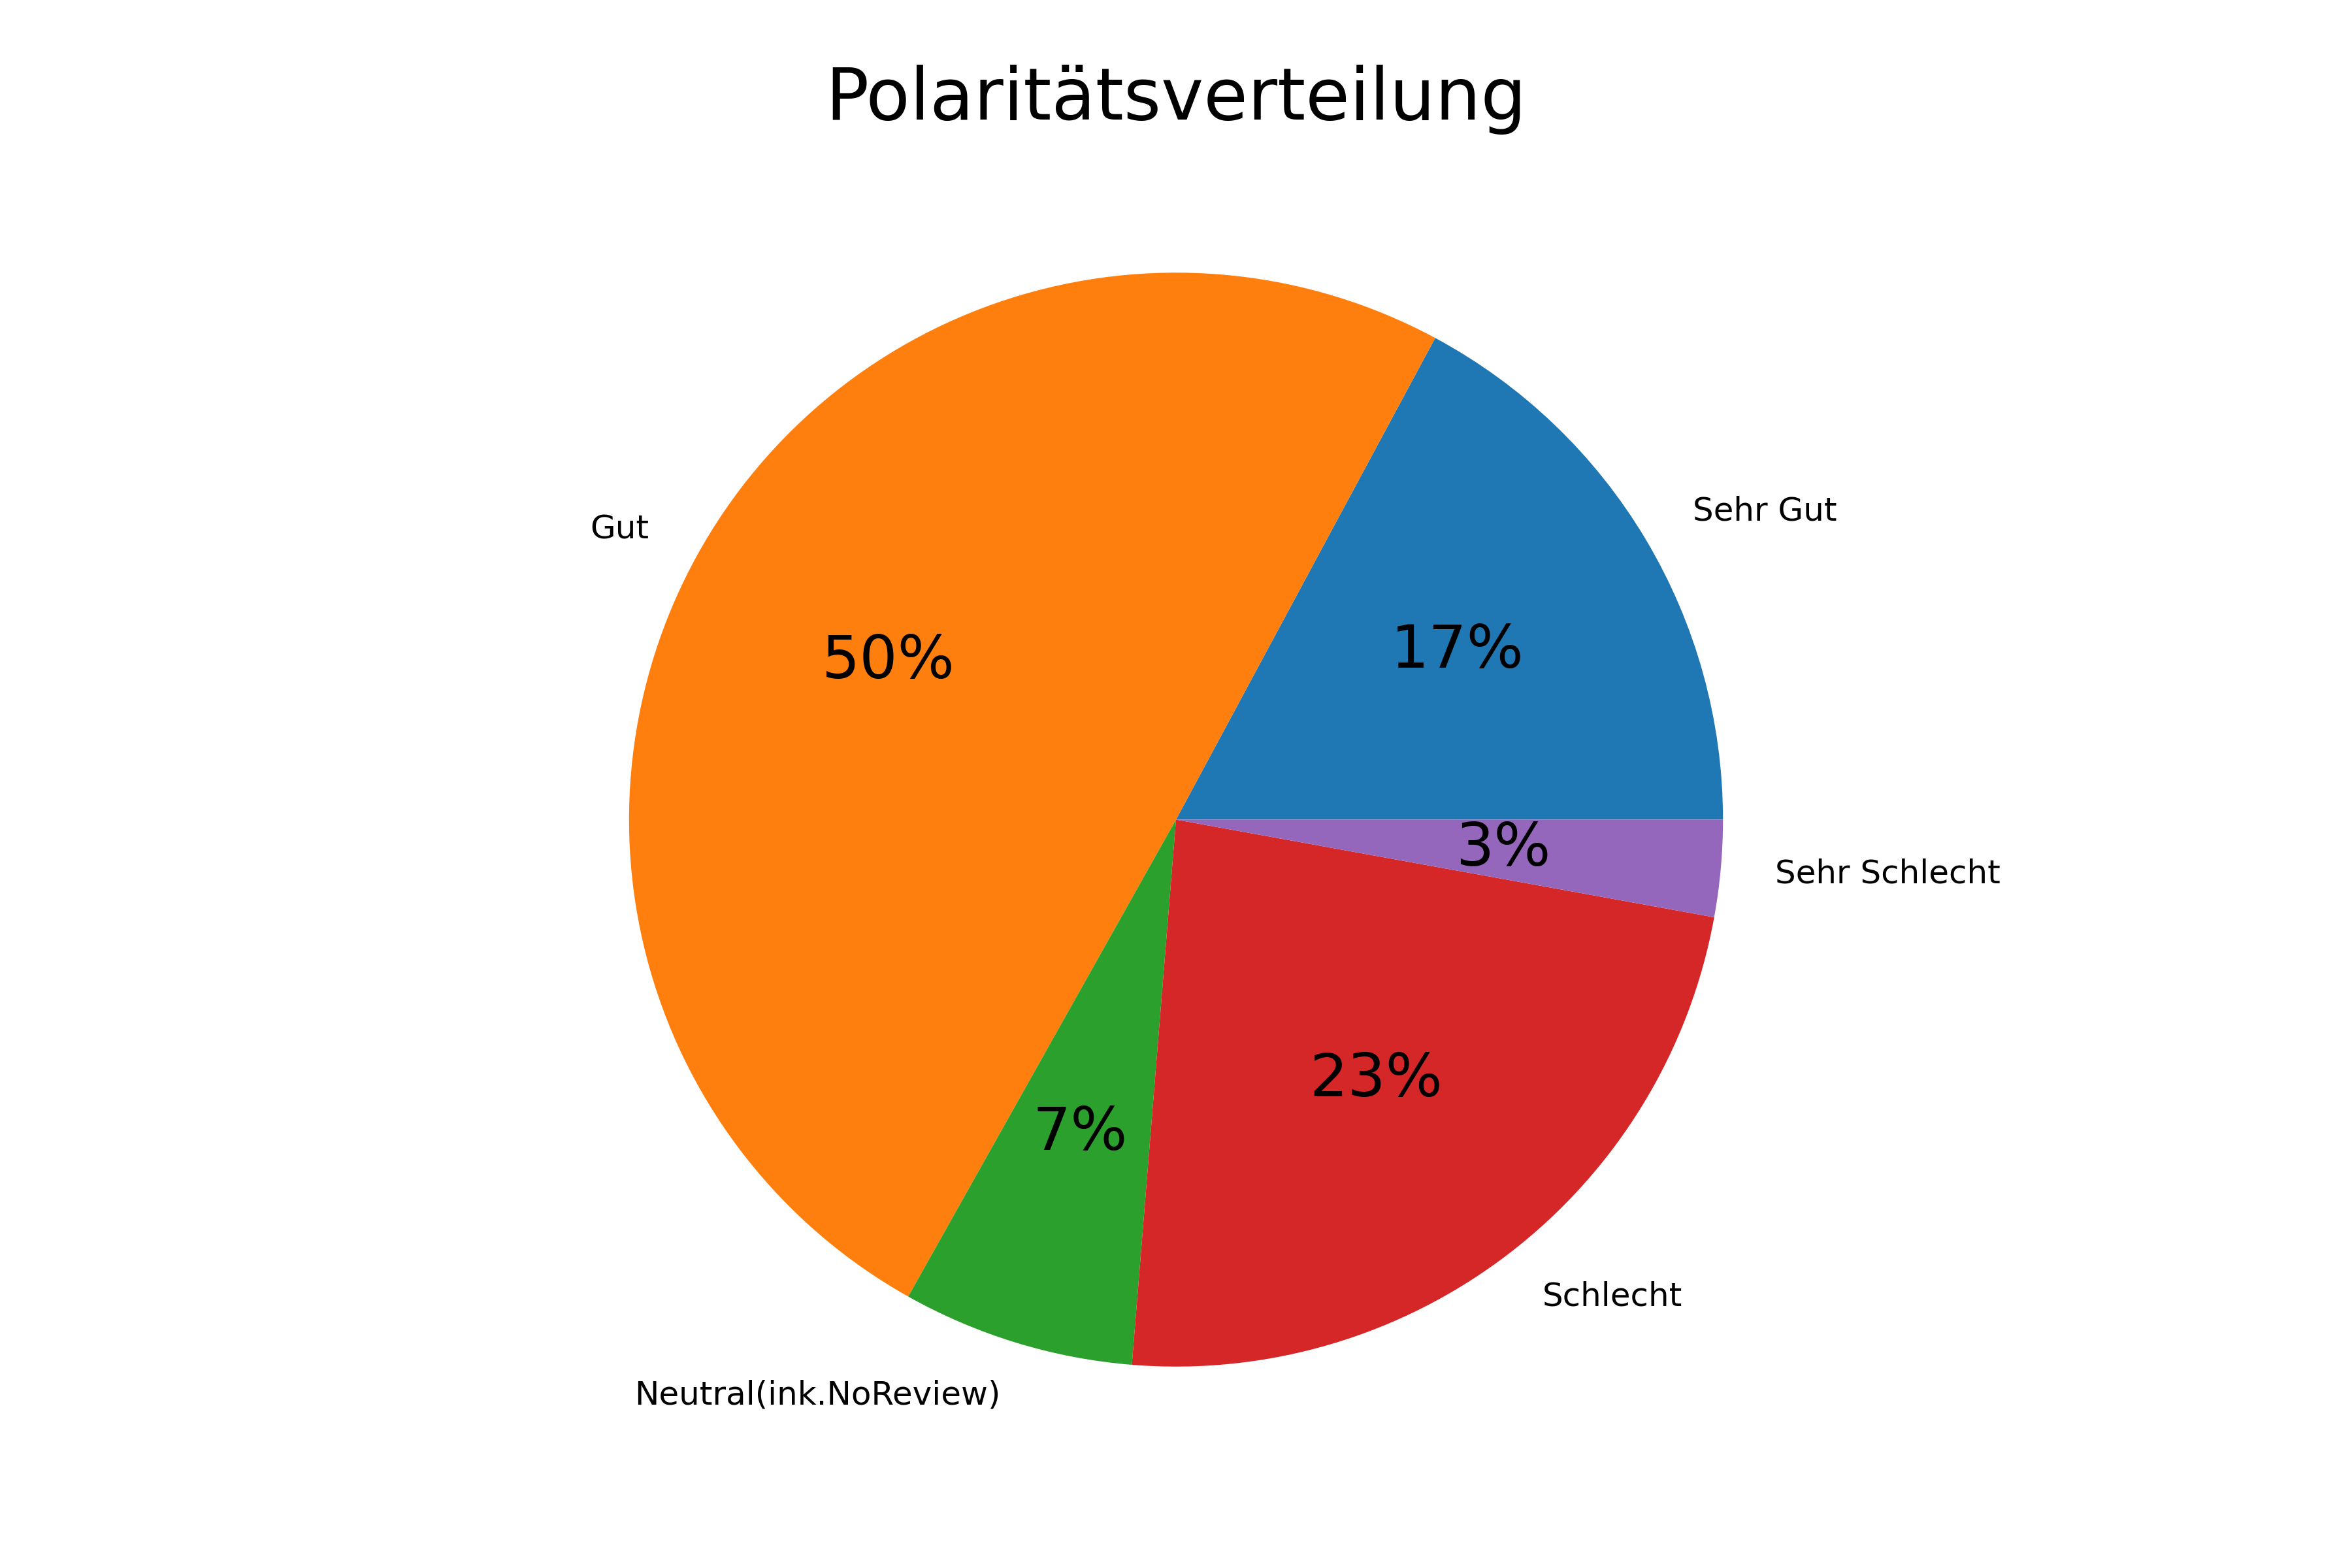 Polaritätsverteilung
Sehr Gut
Gut
50%
17%
3%
Sehr Schlecht
23%
7%
Schlecht
Neutral(ink.NoReview)